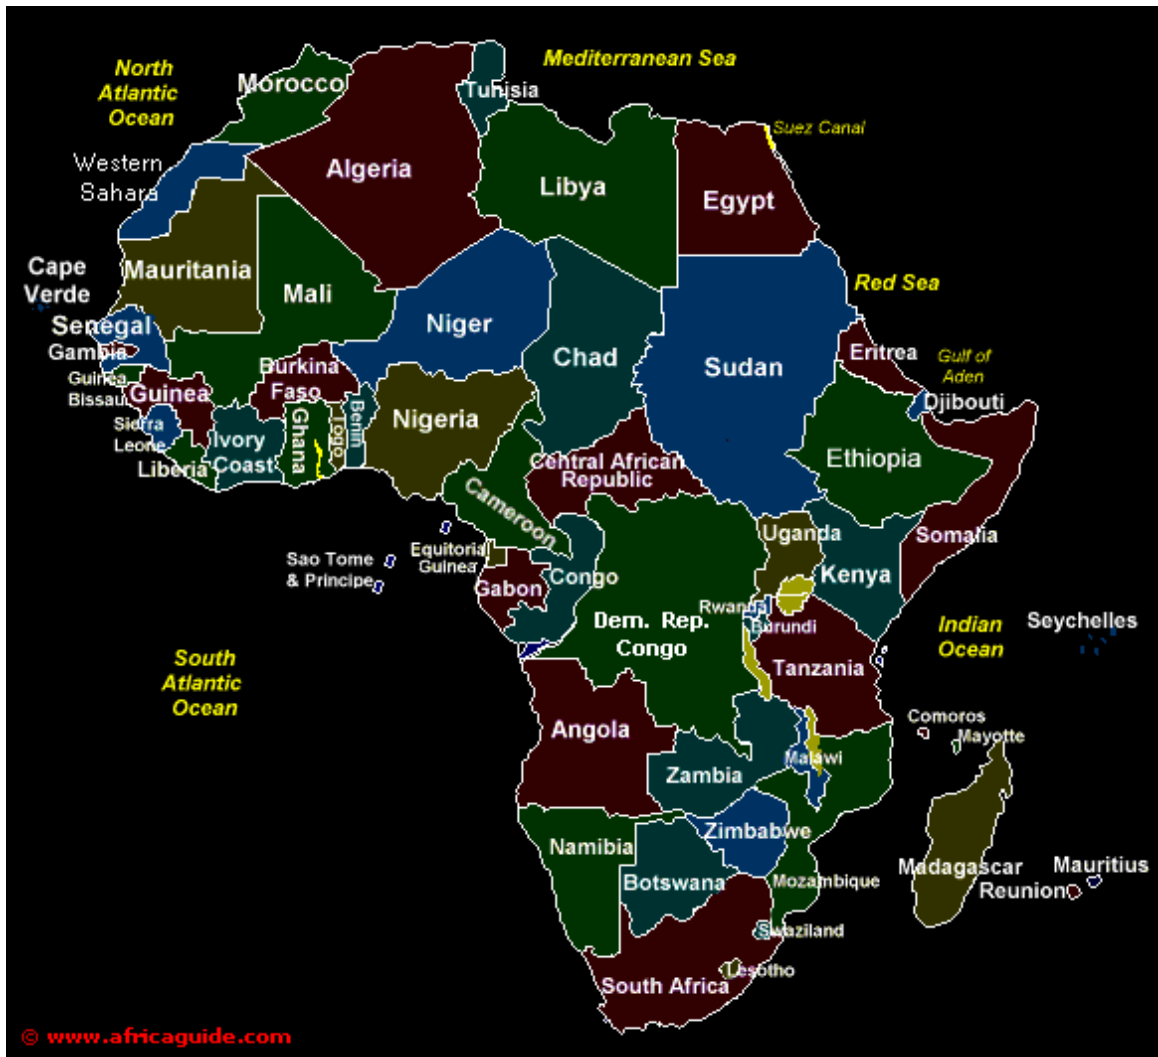 Mediterranean Sea
North
Atlantic
Ocean
Morocco
Tunisia
Suez Canal
Western
Sahara
Algeria
Libya
Egypt
Cape
Verde
Mauritania
Mali
Niger
Chad
Sudan
Red Sea
Senegal
Gambia
Guinea
Bissau
Guinea
Burkina
Faso
Eritrea
Gulf of
Aden
Djibouti
Sierra
Leone
Liberia
Ivory
Coast
Ghana
Togo
Benin
Nigeria
Central African
Republic
Ethiopia
Cameroon
Somalia
Uganda
Kenya
Sao Tome
& Principe
Equitoria
Guinea
Gabon
Congo
Dem. Rep.
Congo
Rwanda
Burundi
Tanzania
Indian
Ocean
Seychelles
South
Atlantic
Ocean
Angola
Zambia
Malawi
Comoros
Mayotte
Zimbabwe
Namibia
Botswana
Mozambique
Madagascar
Mauritius
Reunion
Swaziland
Lesotho
South Africa
© www.africaguide.com